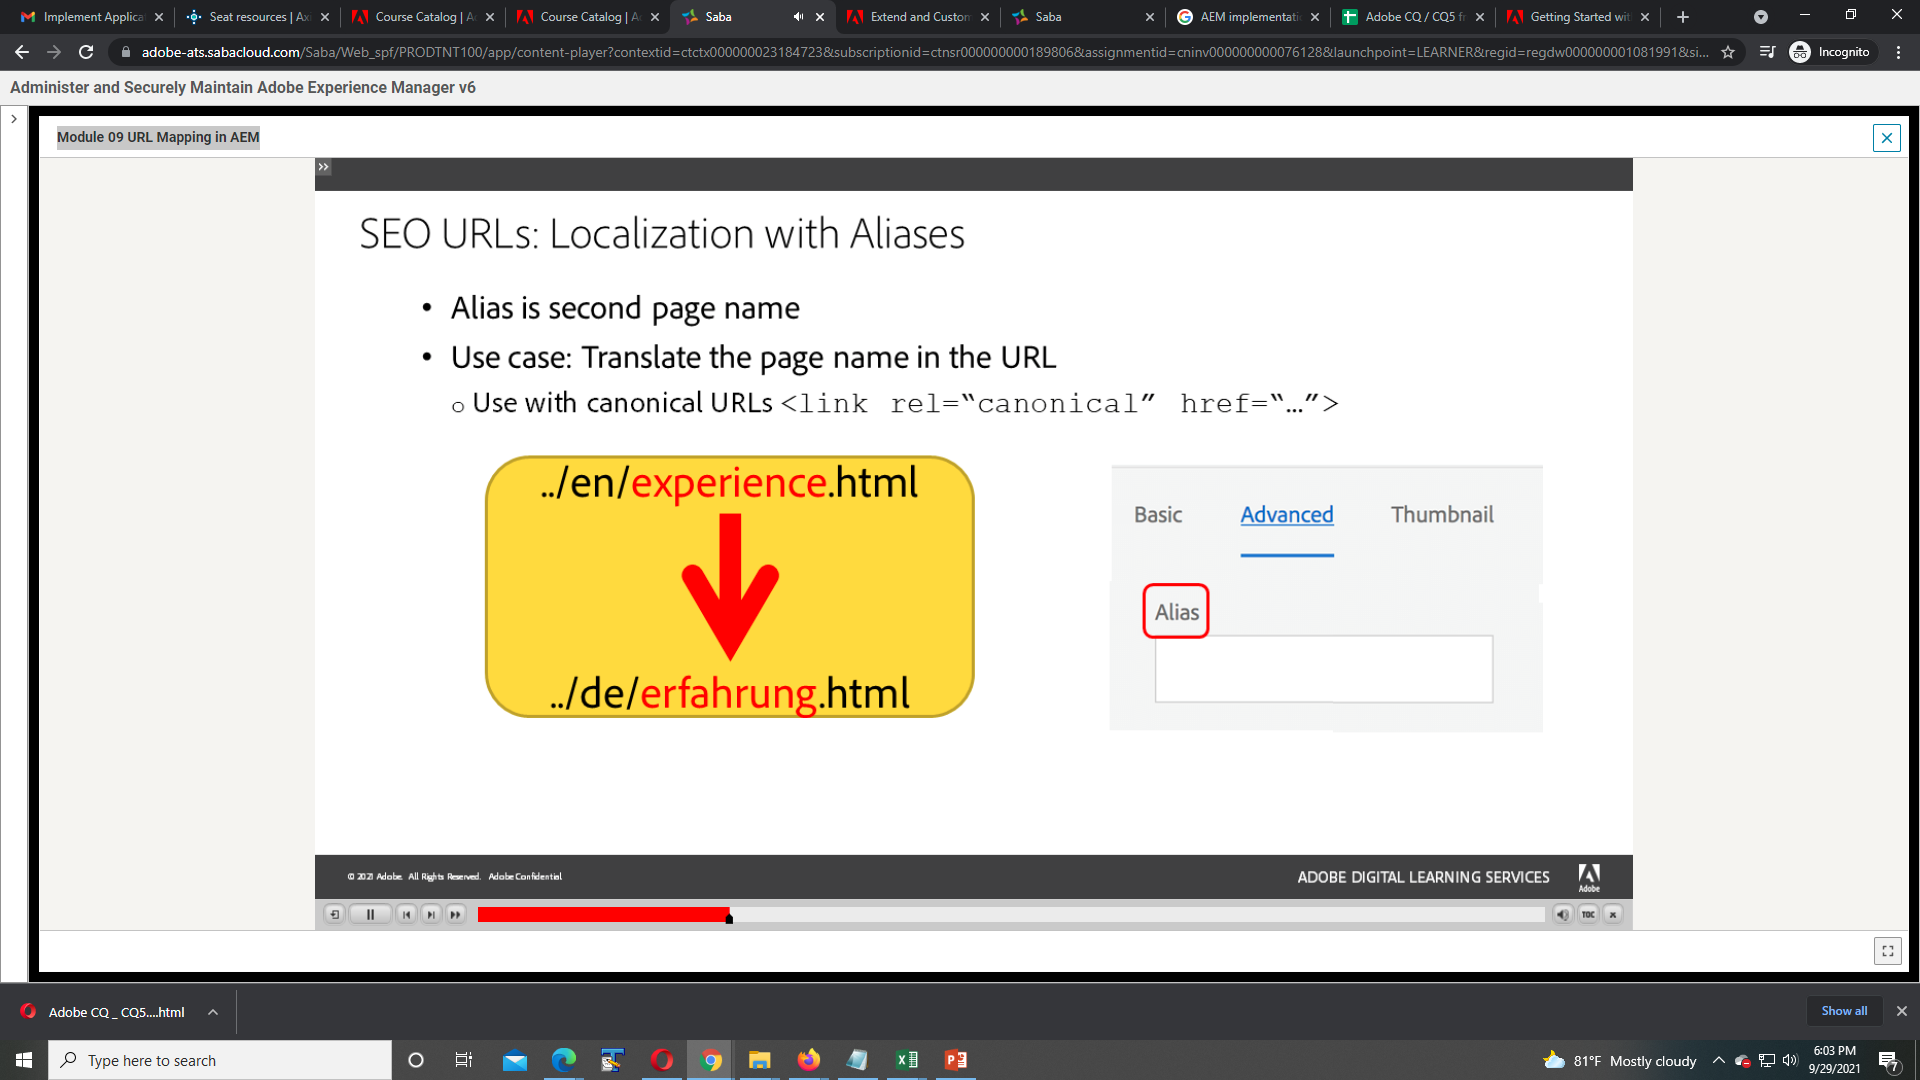 Implement Applica
Seat resources | Ax
Course Catalog | A
Course Catalog | A
Saba
Extend and Custom
Saba
AEM implementati
Adobe CQ / CQ5 f
Getting Started wit
adobe-ats.sabacloud.com/Saba/Web_spf/PRODTNT100/app/content-player?contextid=ctctx000000023184723&subscriptionid=ctnsr000000000189806&assignmentid=cninv000000000076128&launchpoint=LEARNER&regid=regdw000000001081991&si...
Incognito
Administer and Securely Maintain Adobe Experience Manager v6
Module 09 URL Mapping in AEM
SEO URLs: Localization with Aliases
• Alias is second page name
• Use case: Translate the page name in the URL
o Use with canonical URLs <link rel=“canonical” href=“…”>
../en/experience.html
../de/erfahrung.html
Basic
Advanced
Thumbnail
Alias
© 2021 Adobe. All Rights Reserved. Adobe Confidential
ADOBE DIGITAL LEARNING SERVICES
Adobe
TOC
Adobe CQ _ CQ5....html
Show all
Type here to search
81°F Mostly cloudy
6:03 PM
9/29/2021
7